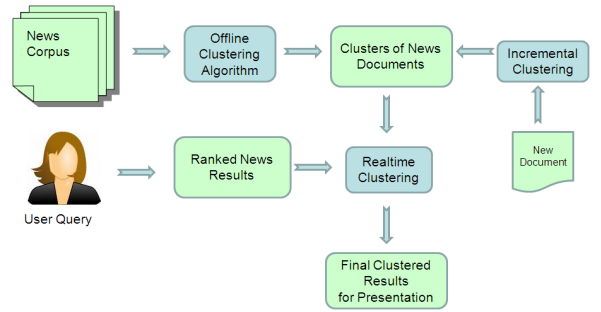 News
Corpus
Offline
Clustering
Algorithm
Clusters of News
Documents
Incremental
Clustering
New
Document
Ranked News
Results
Realtime
Clustering
User Query
Final Clustered
Results
for Presentation